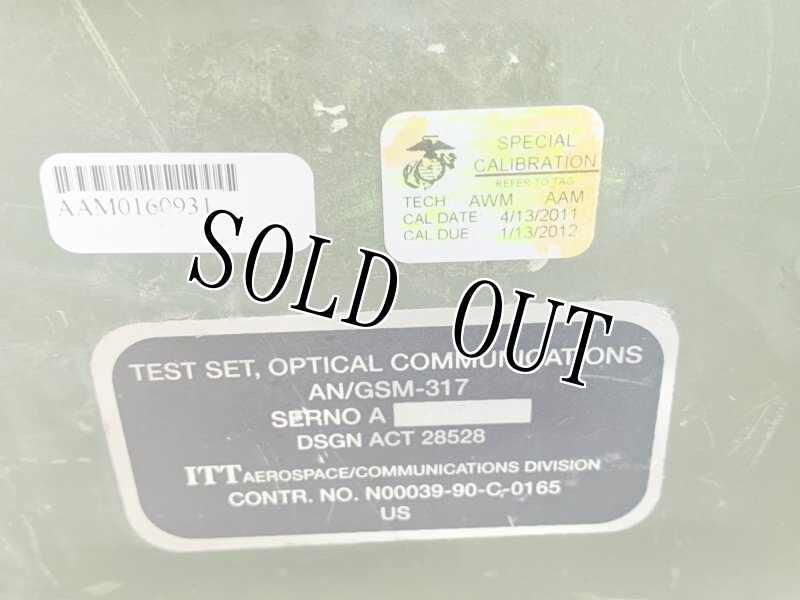 SPECIAL
CALIBRATION
REFER TO TAG
TECH: AWM AAM
CAL DATE: 4/13/2011
CAL DUE: 1/13/2012
AAM0160931
SOLD OUT
TEST SET, OPTICAL COMMUNICATIONS
AN/GSM-317
SERNO A
DSGN ACT 28528
ITT AEROSPACE/COMMUNICATIONS DIVISION
CONTR. NO. N00039-90-C-0165
US